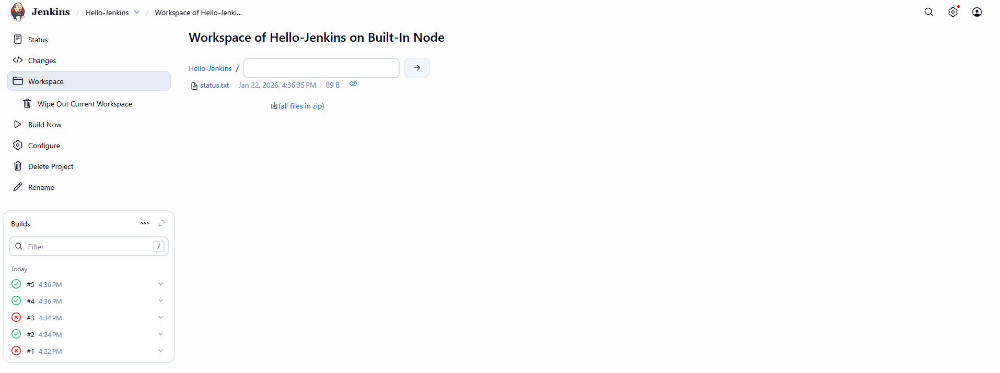 Jenkins / Hello-Jenkins / Workspace of Hello-Jenki...
Status
Changes
Workspace
Wipe Out Current Workspace
Build Now
Configure
Delete Project
Rename
Builds
Filter /
Today
#5 4:36 PM
#4 4:36 PM
#3 4:34 PM
#2 4:24 PM
#1 4:22 PM
Workspace of Hello-Jenkins on Built-In Node
Hello-Jenkins /
status.txt Jan 22, 2026, 4:36:35 PM 89 B
(all files in zip)